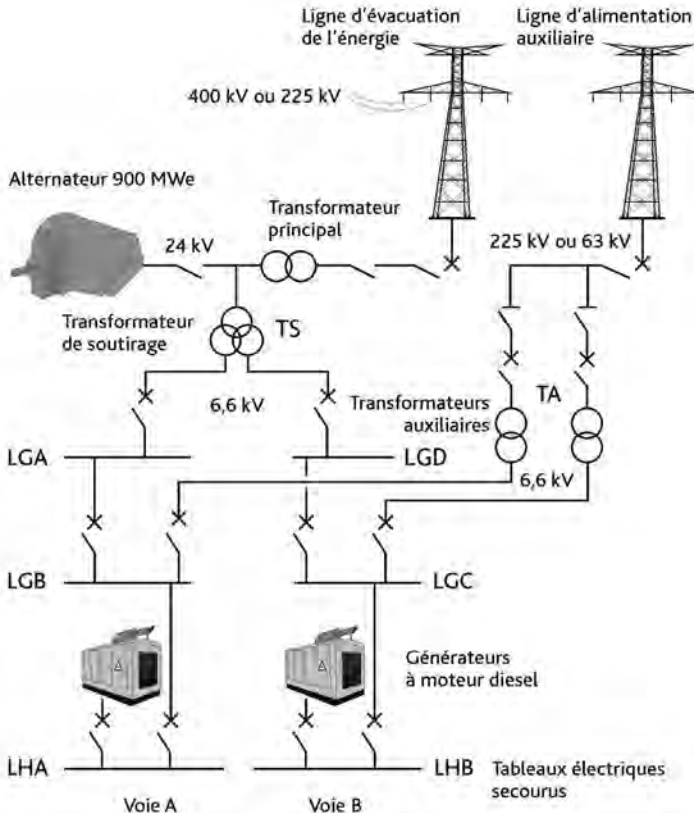 Ligne d'évacuation
de l'énergie
Ligne d'alimentation
auxiliaire
400 kV ou 225 kV
Alternateur 900 MWe
24 kV
Transformateur
principal
225 kV ou 63 kV
Transformateur
de soutirage
TS
6,6 kV
Transformateurs
auxiliaires
TA
6,6 kV
LGA
LGD
LGB
LGC
Générateurs
à moteur diesel
LHA
LHB
Tableaux électriques
secourus
Voie A
Voie B